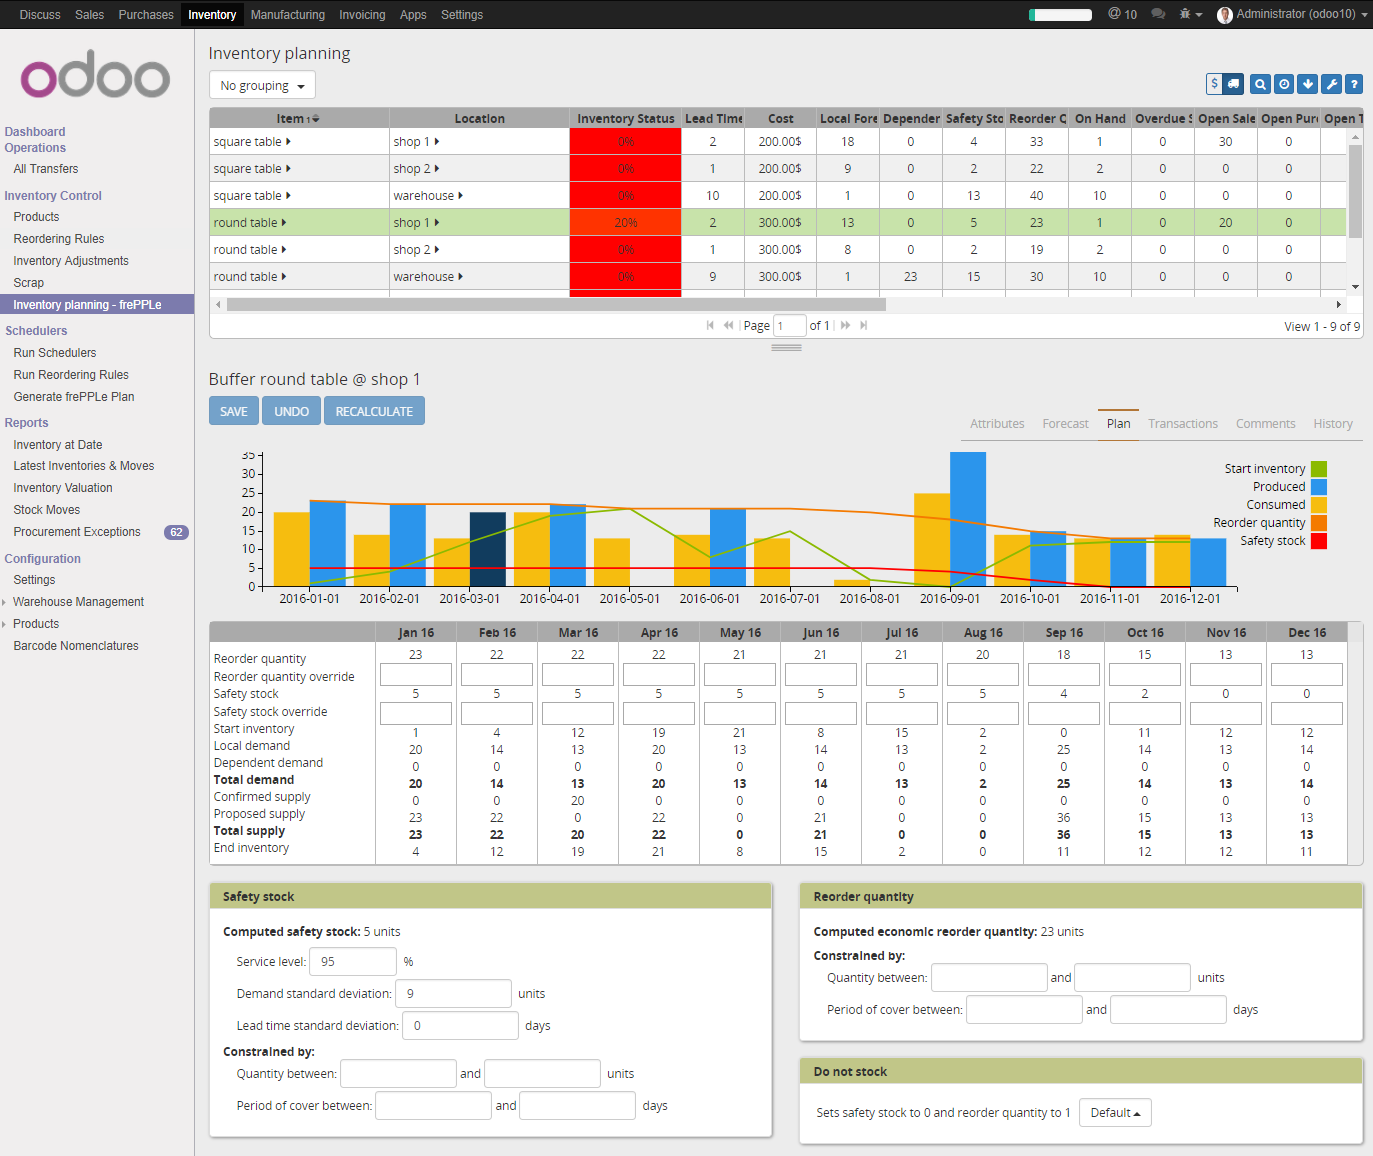 Discuss Sales Purchases Inventory Manufacturing Invoicing Apps Settings @ 10 Administrator (odoo10)
odoo
Dashboard
Operations
All Transfers
Inventory Control
Products
Reordering Rules
Inventory Adjustments
Scrap
Inventory planning - frePPLe
Schedulers
Run Schedulers
Run Reordering Rules
Generate frePPLe Plan
Reports
Inventory at Date
Latest Inventories & Moves
Inventory Valuation
Stock Moves
Procurement Exceptions 62
Configuration
Settings
Warehouse Management
Products
Barcode Nomenclatures
Inventory planning
No grouping
$ ?
Item 1 Location Inventory Status Lead Time Cost Local Fore Depender Safety Sto Reorder Q On Hand Overdue S Open Sale Open Pur Open T
square table shop 1 0% 2 200.00$ 18 0 4 33 1 0 30 0
square table shop 2 0% 1 200.00$ 9 0 2 22 2 0 0 0
square table warehouse 0% 10 200.00$ 1 0 13 40 10 0 0 0
round table shop 1 20% 2 300.00$ 13 0 5 23 1 0 20 0
round table shop 2 0% 1 300.00$ 8 0 2 19 2 0 0 0
round table warehouse 0% 9 300.00$ 1 23 15 30 10 0 0 0
Page 1 of 1
View 1 - 9 of 9
Buffer round table @ shop 1
SAVE UNDO RECALCULATE
Attributes Forecast Plan Transactions Comments History
35
30
25
20
15
10
5
0
2016-01-01 2016-02-01 2016-03-01 2016-04-01 2016-05-01 2016-06-01 2016-07-01 2016-08-01 2016-09-01 2016-10-01 2016-11-01 2016-12-01
Start inventory
Produced
Consumed
Reorder quantity
Safety stock
Jan 16 Feb 16 Mar 16 Apr 16 May 16 Jun 16 Jul 16 Aug 16 Sep 16 Oct 16 Nov 16 Dec 16
Reorder quantity 23 22 22 22 21 21 21 20 18 15 13 13
Reorder quantity override
Safety stock 5 5 5 5 5 5 5 5 4 2 0 0
Safety stock override
Start inventory 1 4 12 19 21 8 15 2 0 11 12 12
Local demand 20 14 13 20 13 14 13 2 25 14 13 14
Dependent demand 0 0 0 0 0 0 0 0 0 0 0 0
Total demand 20 14 13 20 13 14 13 2 25 14 13 14
Confirmed supply 0 0 20 0 0 0 0 0 0 0 0 0
Proposed supply 23 22 0 22 0 21 0 0 36 15 13 13
Total supply 23 22 20 22 0 21 0 0 36 15 13 13
End inventory 4 12 19 21 8 15 2 0 11 12 12 11
Safety stock
Computed safety stock: 5 units
Service level: 95 %
Demand standard deviation: 9 units
Lead time standard deviation: 0 days
Constrained by:
Quantity between: and units
Period of cover between: and days
Reorder quantity
Computed economic reorder quantity: 23 units
Constrained by:
Quantity between: and units
Period of cover between: and days
Do not stock
Sets safety stock to 0 and reorder quantity to 1 Default